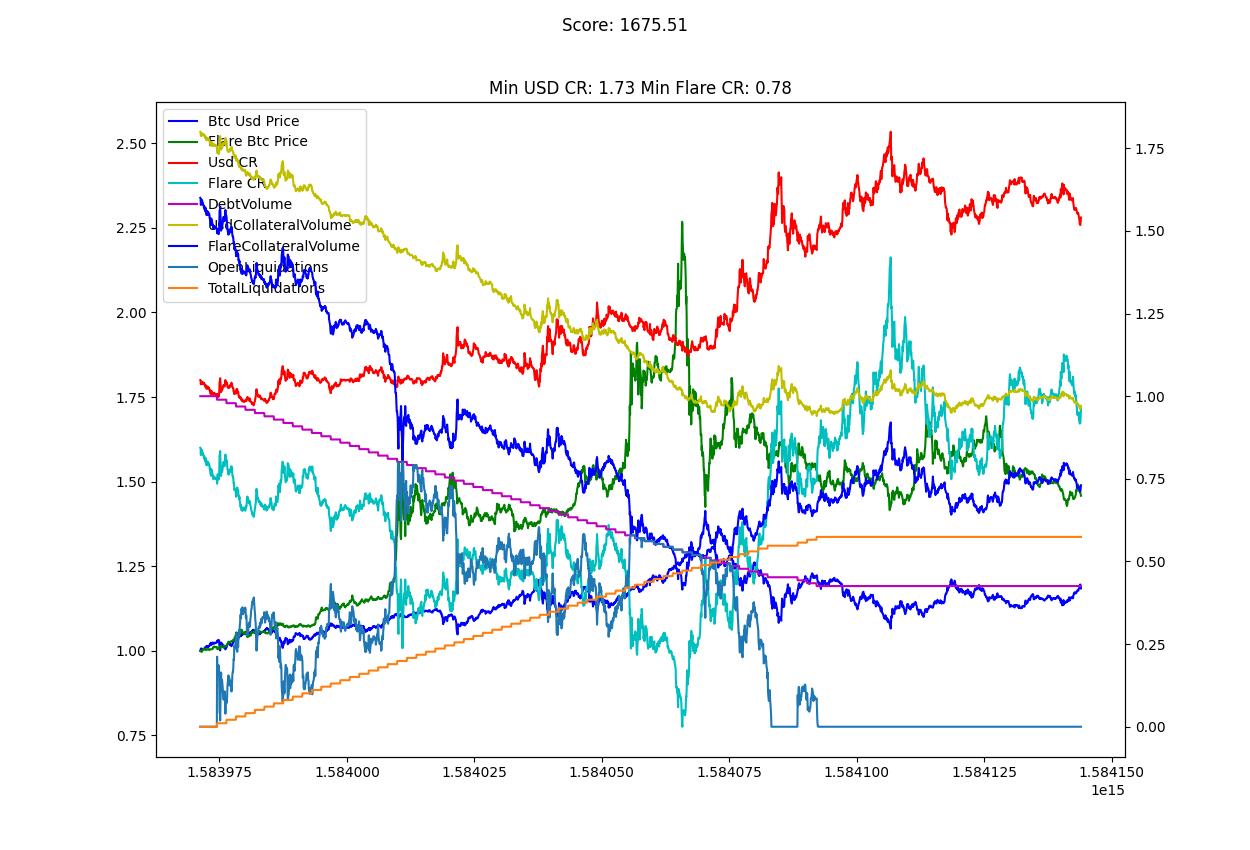 Score: 1675.51
Min USD CR: 1.73 Min Flare CR: 0.78
Btc Usd Price
Flare Btc Price
Usd CR
Flare CR
DebtVolume
UsdCollateralVolume
FlareCollateralVolume
OpenLiquidations
TotalLiquidations
2.50
2.25
2.00
1.75
1.50
1.25
1.00
0.75
1.75
1.50
1.25
1.00
0.75
0.50
0.25
0.00
1.583975 1.584000 1.584025 1.584050 1.584075 1.584100 1.584125 1.584150
1e15